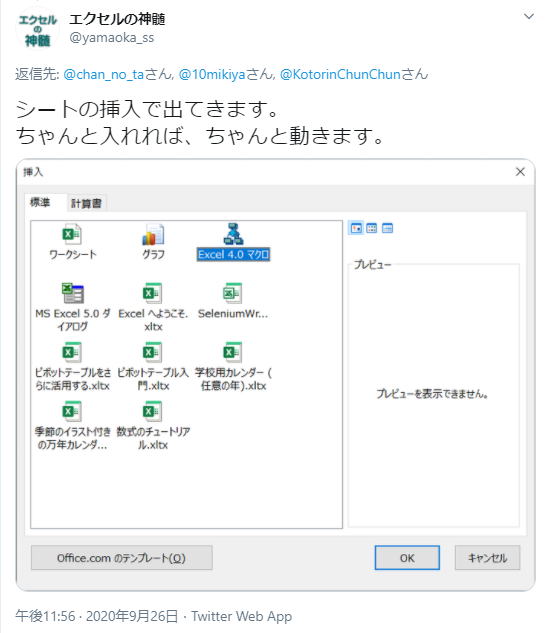 エクセルの神髄
エクセルの神髄
@yamaoka_ss
返信先: @chan_no_taさん, @10mikiyaさん, @KotorinChunChunさん
シートの挿入で出てきます。
ちゃんと入れれば、ちゃんと動きます。
挿入
標準 計算書
ワークシート グラフ Excel 4.0 マクロ
MS Excel 5.0 ダ Excel へようこそ. SeleniumWr...
イアログ xltx
ピボットテーブルをさ ピボットテーブル入 学校用カレンダー (
らに活用する.xltx 門.xltx 任意の年).xltx
季節のイラスト付き 数式のチュートリア
の万年カレンダ... ル.xltx
プレビュー
プレビューを表示できません。
Office.com のテンプレート(O) OK キャンセル
午後11:56 · 2020年9月26日 · Twitter Web App